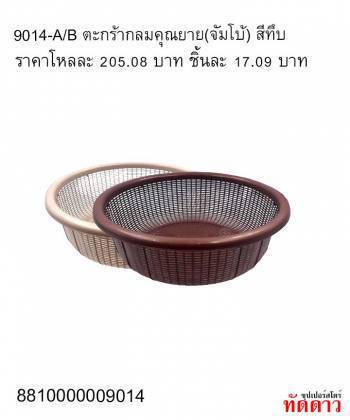 9014-A/B ตะกร้ากลมคุณยาย(จัมโบ้) สีทึบ
ราคาโหลละ 205.08 บาท ชิ้นละ 17.09 บาท
8810000009014
ซุปเปอร์สโตร์
ทัดดาว